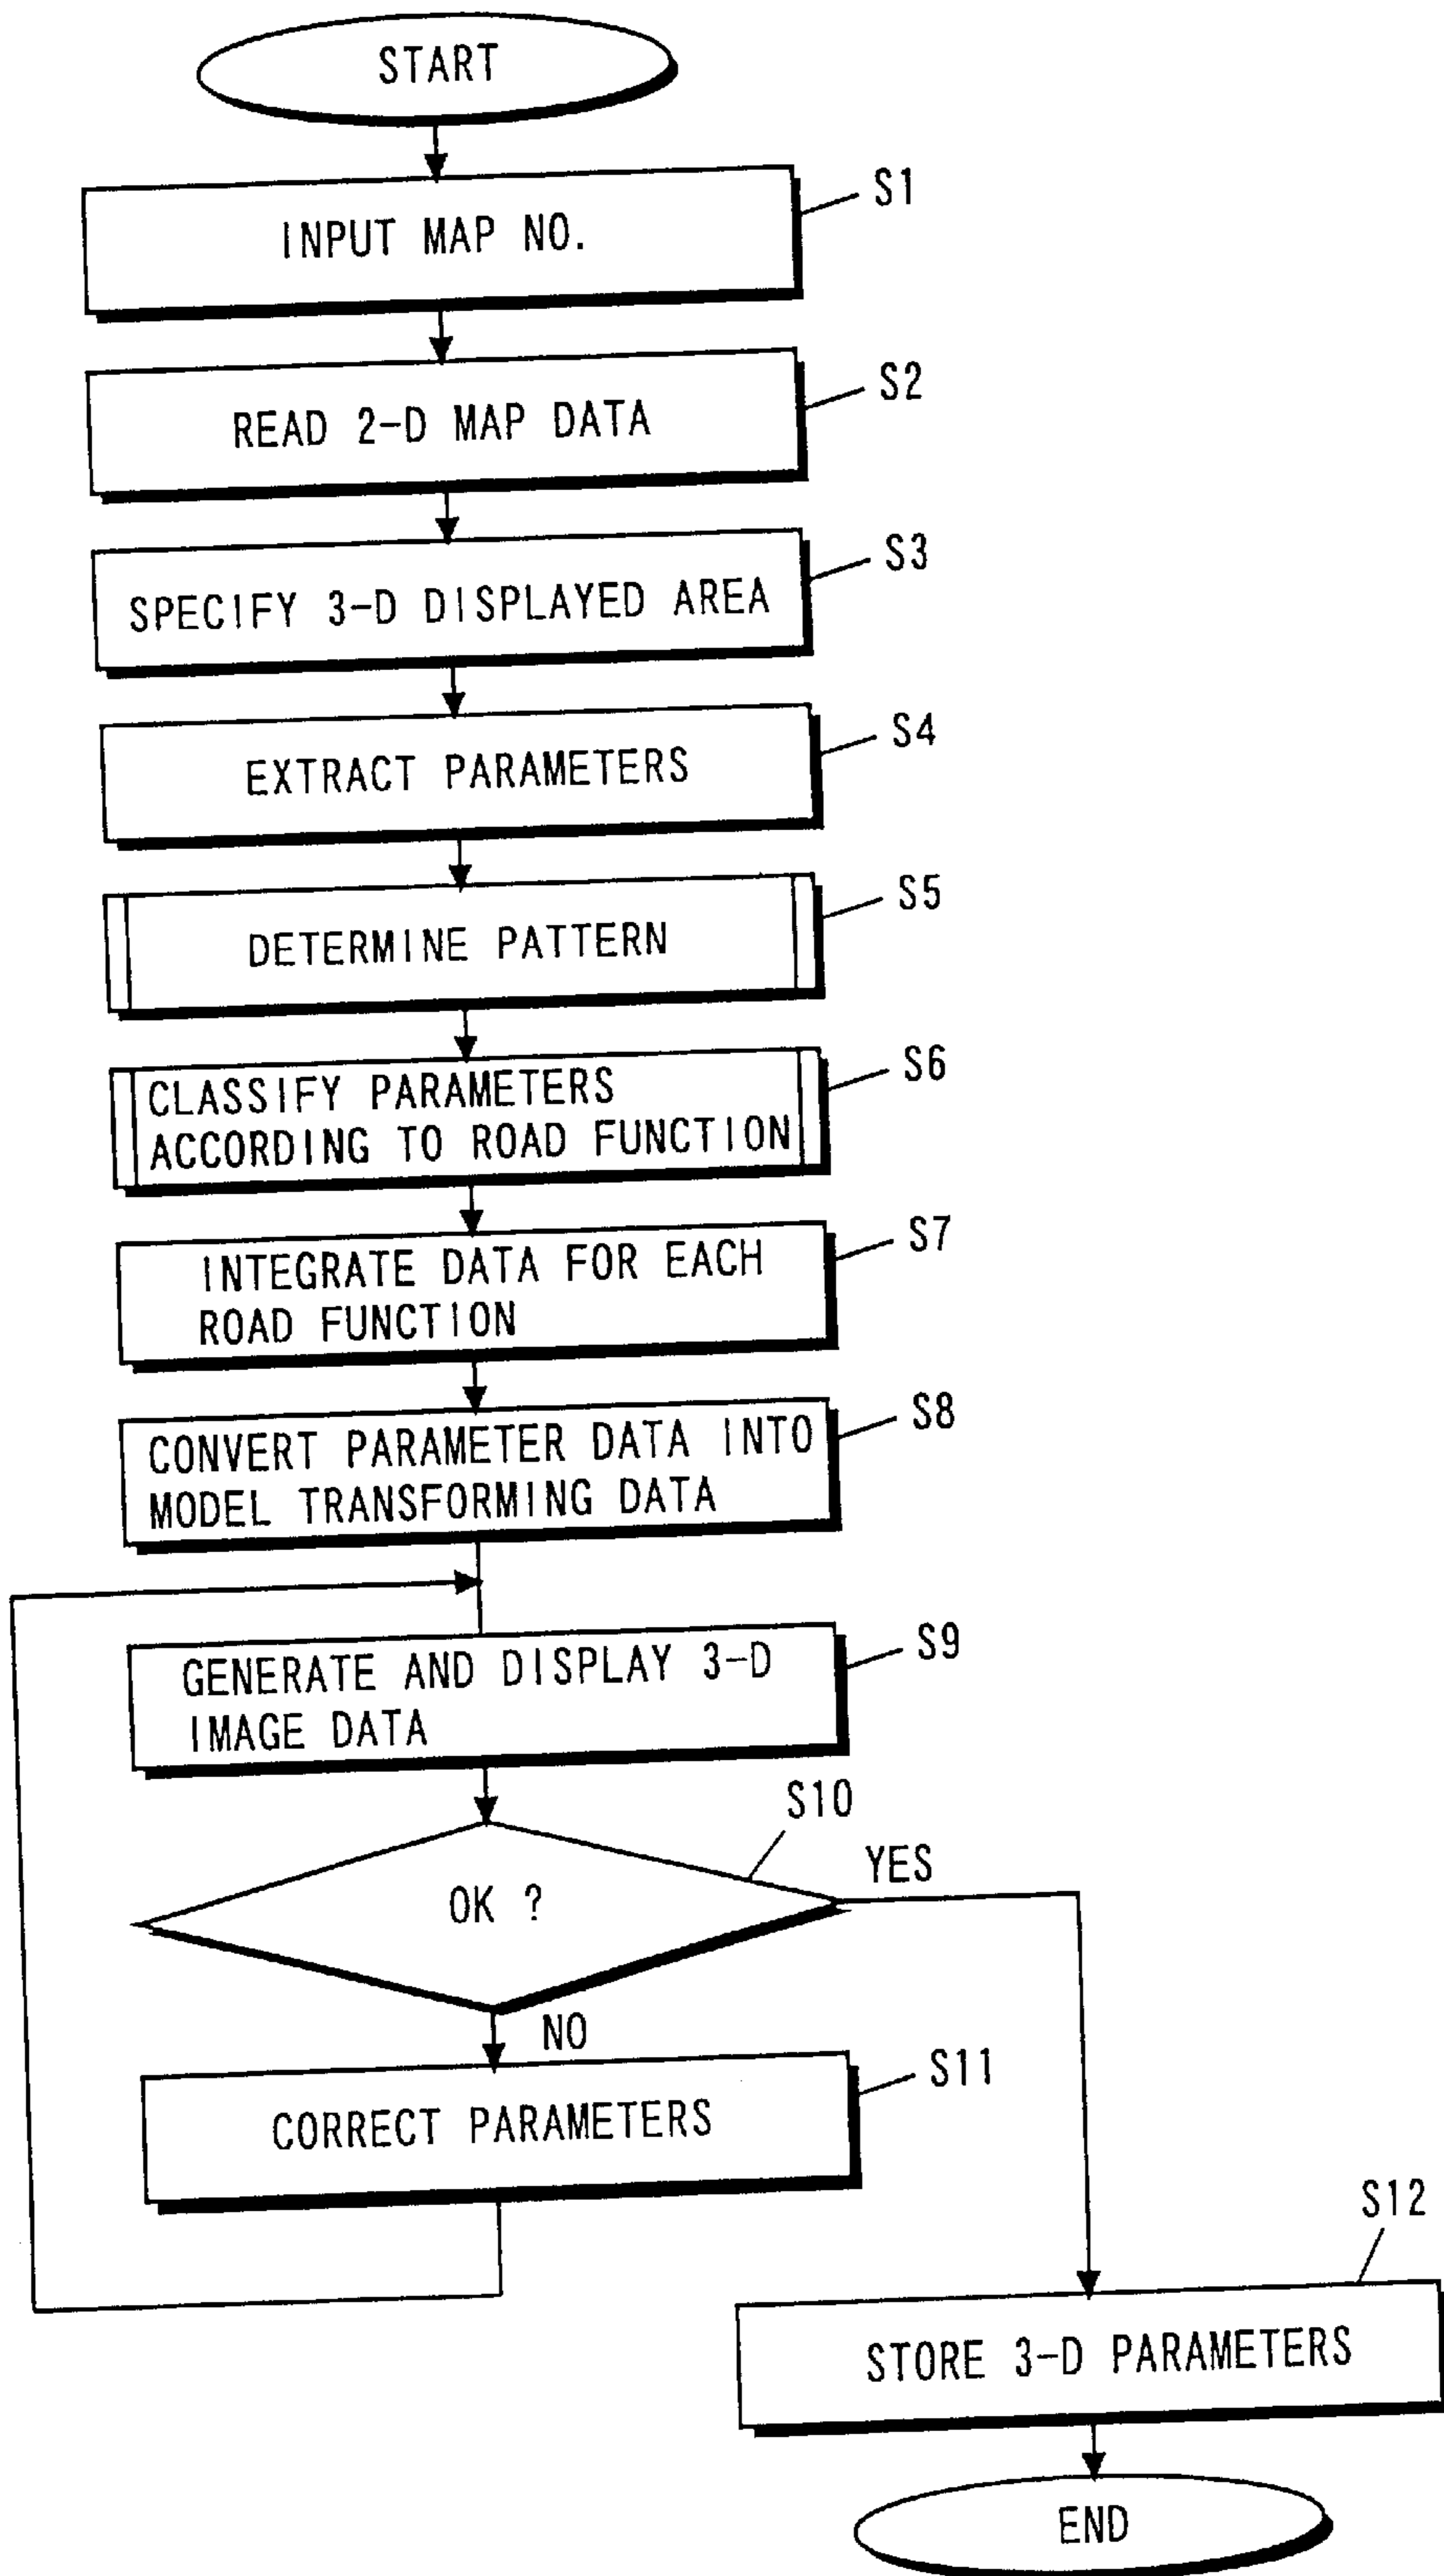 START
INPUT MAP NO.
S1
READ 2-D MAP DATA
S2
SPECIFY 3-D DISPLAYED AREA
S3
EXTRACT PARAMETERS
S4
DETERMINE PATTERN
S5
CLASSIFY PARAMETERS
ACCORDING TO ROAD FUNCTION
S6
INTEGRATE DATA FOR EACH
ROAD FUNCTION
S7
CONVERT PARAMETER DATA INTO
MODEL TRANSFORMING DATA
S8
GENERATE AND DISPLAY 3-D
IMAGE DATA
S9
OK ?
S10
YES
NO
CORRECT PARAMETERS
S11
S12
STORE 3-D PARAMETERS
END